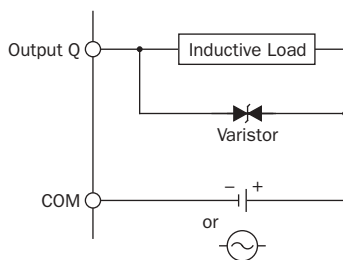 Output Q
Inductive Load
Varistor
COM
− +
or